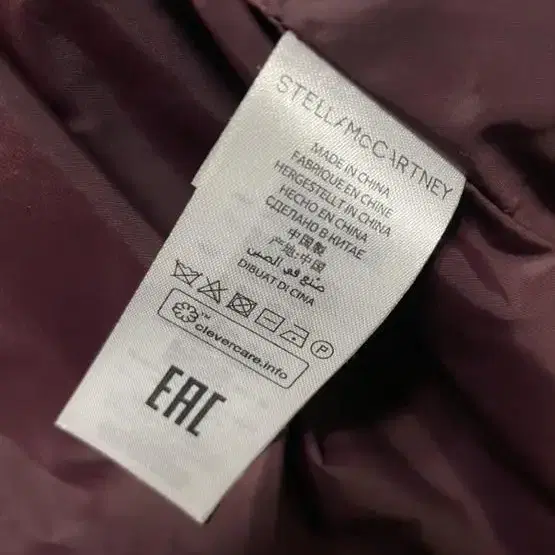 STELLAMcCARTNEY
MADE IN CHINA
FABRIQUE EN CHINE
HERGESTELLT IN CHINA
HECHO EN CHINA
СДЕЛАНО В КИТАЕ
中国製
产地:中国
صنع في الصين
DIBUAT DI CINA
P
™ clevercare.info
EAC